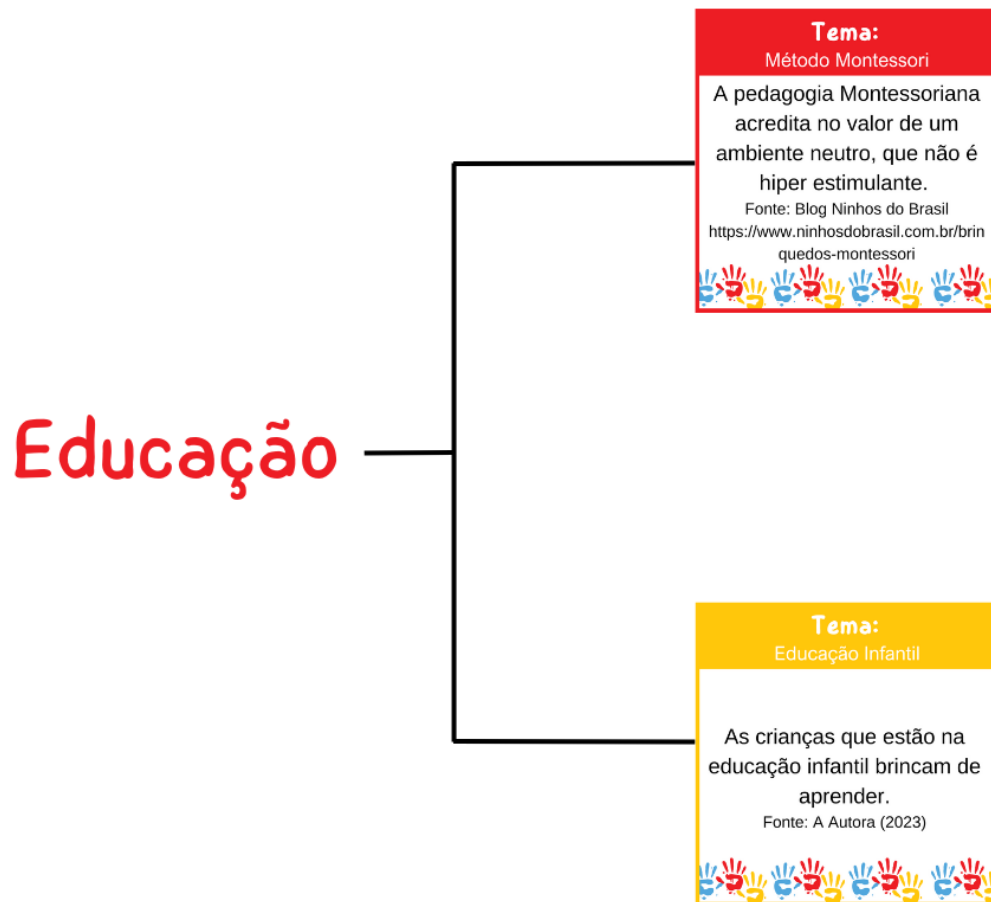 Tema:
Método Montessori
A pedagogia Montessoriana
acredita no valor de um
ambiente neutro, que não é
hiper estimulante.
Fonte: Blog Ninhos do Brasil
https://www.ninhosdobrasil.com.br/brin
quedos-montessori
Educação
Tema:
Educação Infantil
As crianças que estão na
educação infantil brincam de
aprender.
Fonte: A Autora (2023)